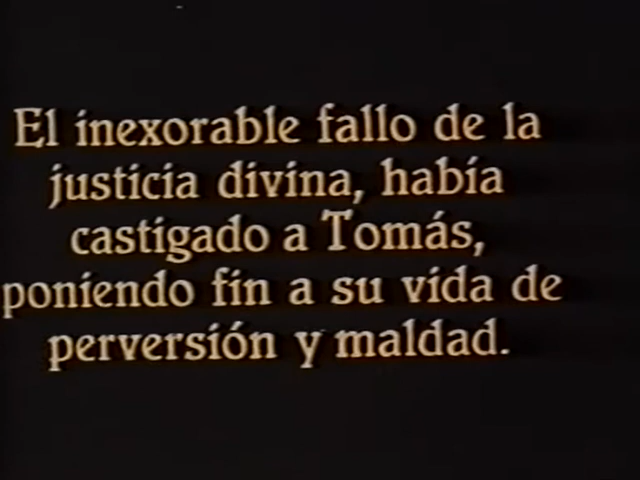 El inexorable fallo de la
justicia divina, había
castigado a Tomás,
poniendo fin a su vida de
perversión y maldad.